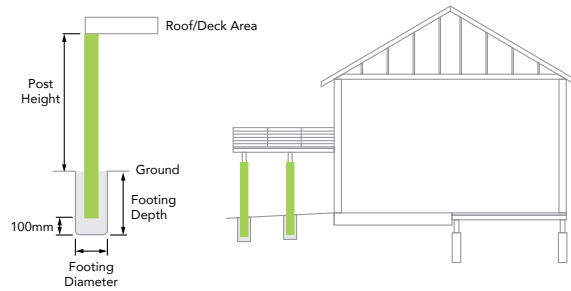 Roof/Deck Area
Post
Height
Ground
Footing
Depth
100mm
Footing
Diameter